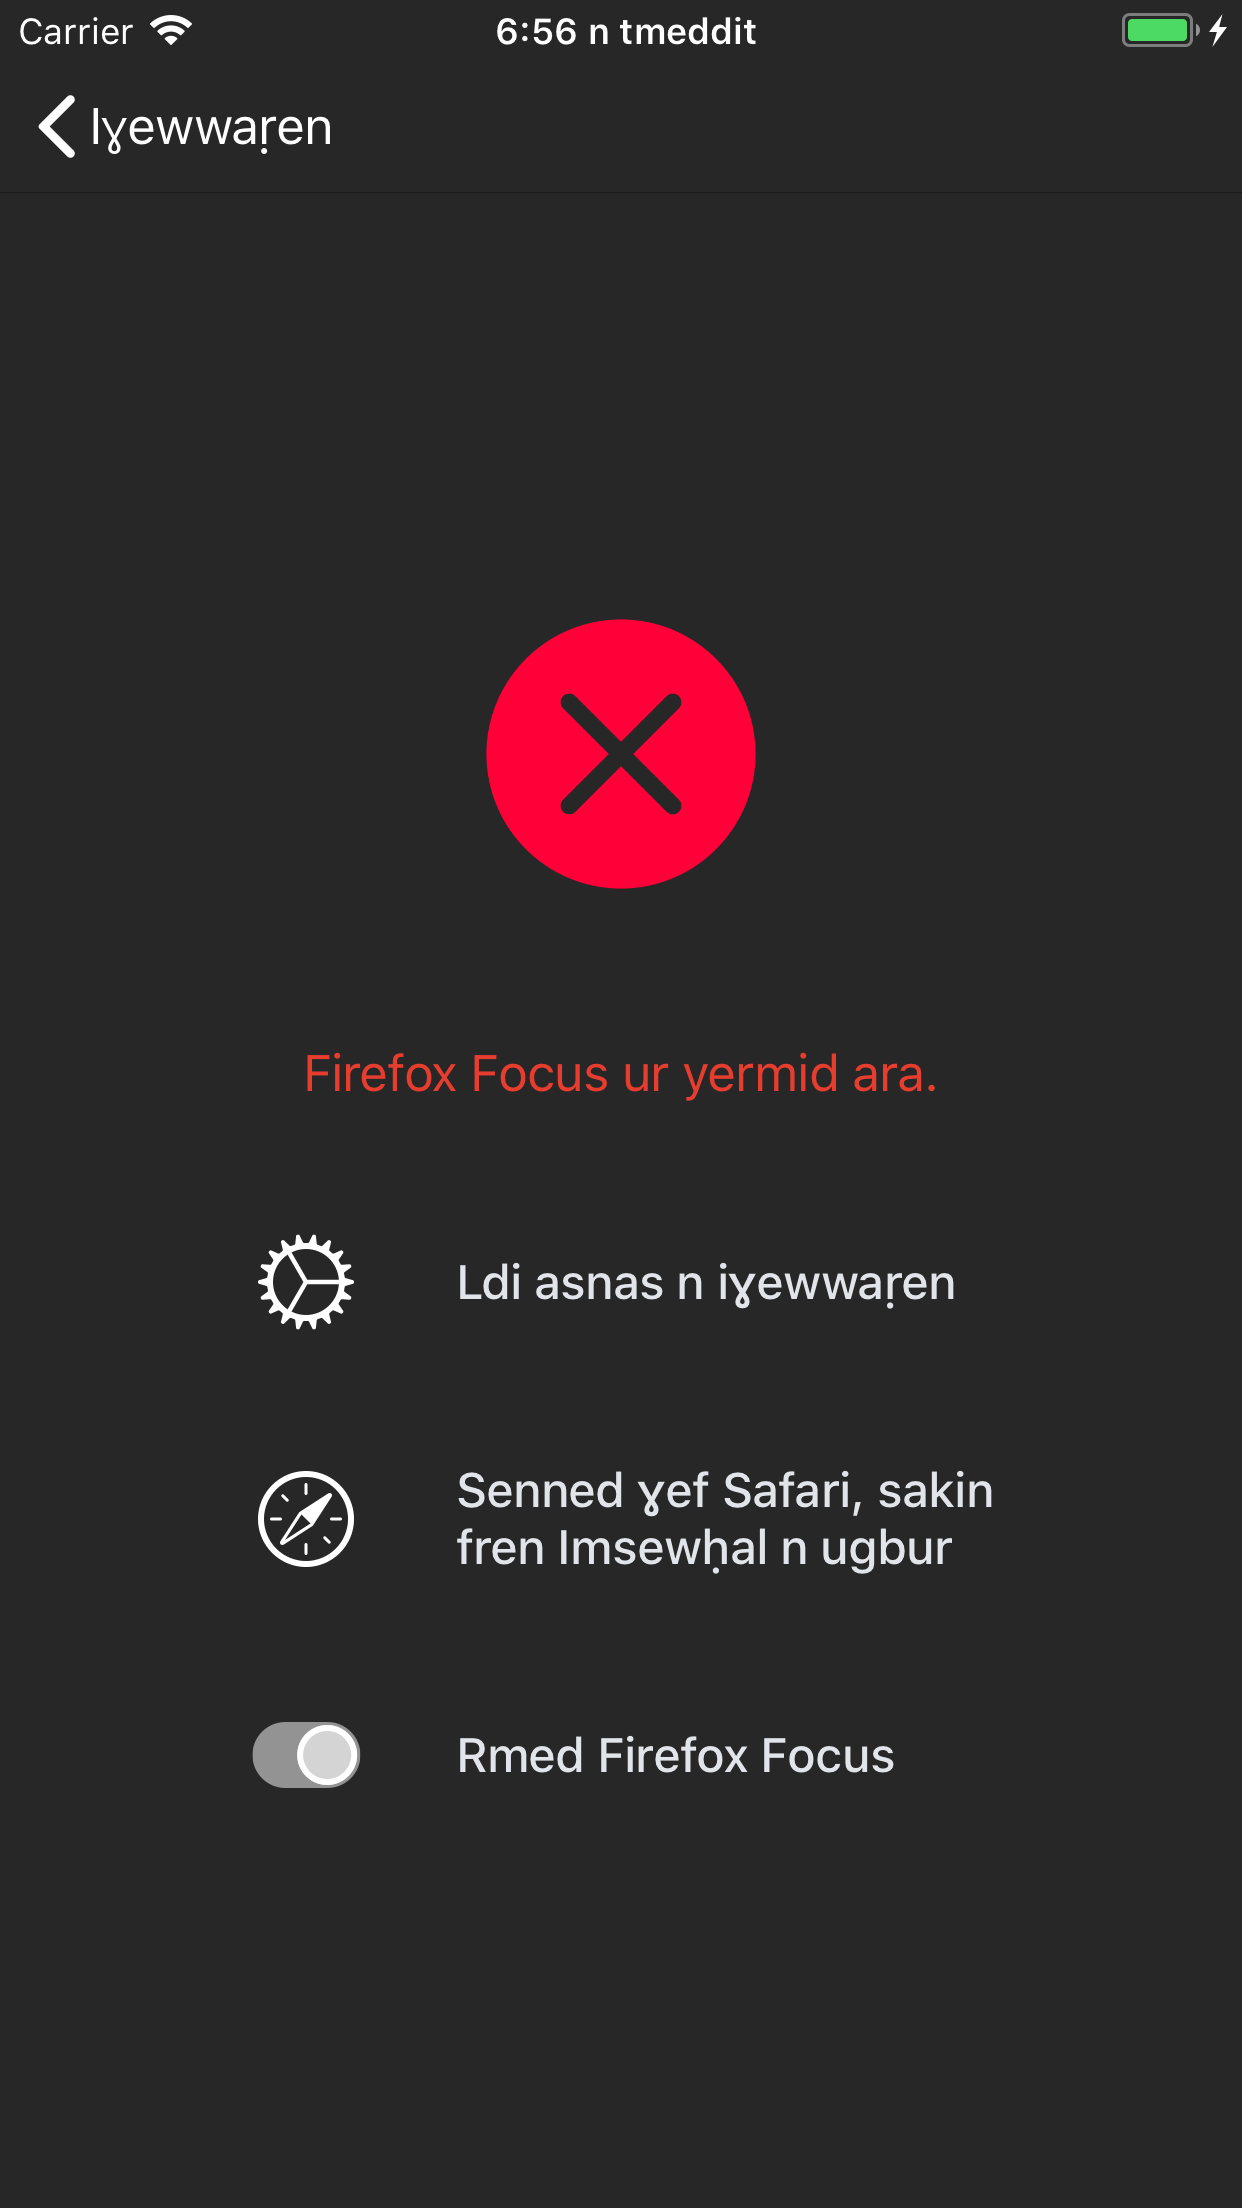 Carrier
6:56 n tmeddit
Iɣewwaṛen
Firefox Focus ur yermid ara.
Ldi asnas n iɣewwaṛen
Senned ɣef Safari, sakin
fren Imsewḥal n ugbur
Rmed Firefox Focus